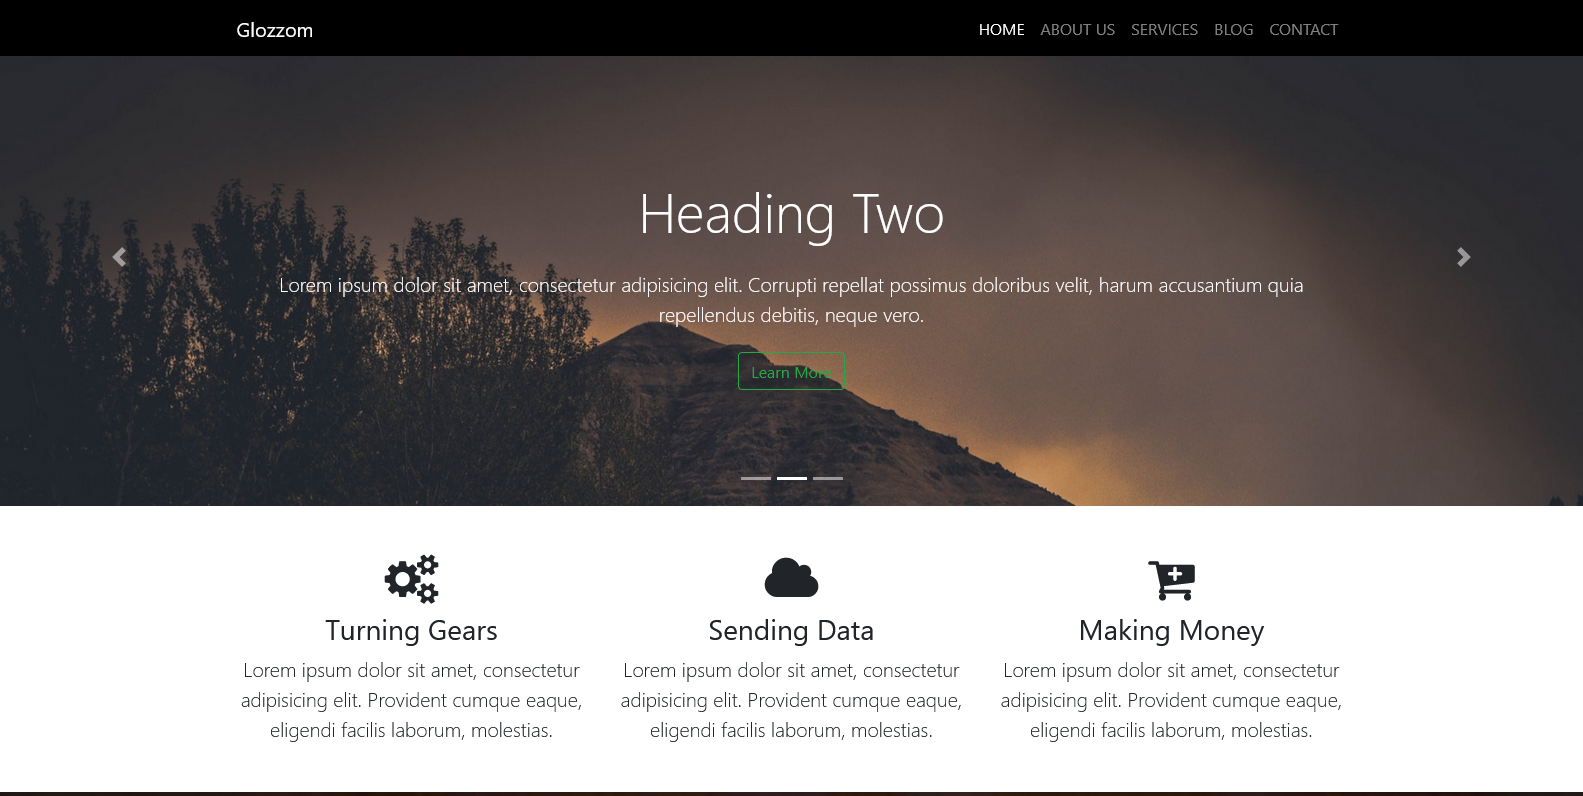 Glozzom
HOME ABOUT US SERVICES BLOG CONTACT
Heading Two
Lorem ipsum dolor sit amet, consectetur adipisicing elit. Corrupti repellat possimus doloribus velit, harum accusantium quia
repellendus debitis, neque vero.
Learn More
Turning Gears
Lorem ipsum dolor sit amet, consectetur
adipisicing elit. Provident cumque eaque,
eligendi facilis laborum, molestias.
Sending Data
Lorem ipsum dolor sit amet, consectetur
adipisicing elit. Provident cumque eaque,
eligendi facilis laborum, molestias.
Making Money
Lorem ipsum dolor sit amet, consectetur
adipisicing elit. Provident cumque eaque,
eligendi facilis laborum, molestias.